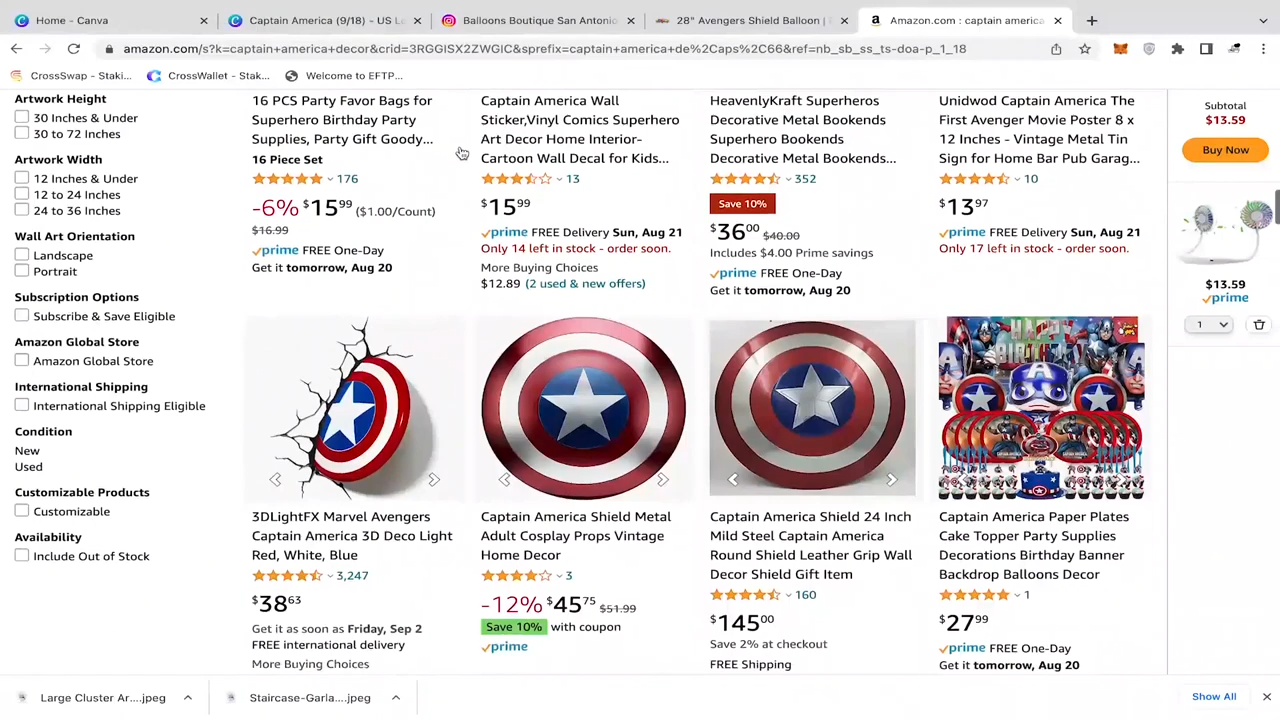 Home - Canva
Captain America (9/18) - US Le
Balloons Boutique San Antonio
28" Avengers Shield Balloon | B
Amazon.com : captain america
amazon.com/s?k=captain+america+decor&crid=3RGGISX2ZWGIC&sprefix=captain+america+de%2Caps%2C66&ref=nb_sb_ss_ts-doa-p_1_18
CrossSwap - Staki...
CrossWallet - Stak...
Welcome to EFTP...
Artwork Height
30 Inches & Under
30 to 72 Inches
Artwork Width
12 Inches & Under
12 to 24 Inches
24 to 36 Inches
Wall Art Orientation
Landscape
Portrait
Subscription Options
Subscribe & Save Eligible
Amazon Global Store
Amazon Global Store
International Shipping
International Shipping Eligible
Condition
New
Used
Customizable Products
Customizable
Availability
Include Out of Stock
16 PCS Party Favor Bags for
Superhero Birthday Party
Supplies, Party Gift Goody...
16 Piece Set
176
-6% $15.99 ($1.00/Count)
$16.99
prime FREE One-Day
Get it tomorrow, Aug 20
Captain America Wall
Sticker,Vinyl Comics Superhero
Art Decor Home Interior-
Cartoon Wall Decal for Kids...
13
$15.99
prime FREE Delivery Sun, Aug 21
Only 14 left in stock - order soon.
More Buying Choices
$12.89 (2 used & new offers)
HeavenlyKraft Superheros
Decorative Metal Bookends
Superhero Bookends
Decorative Metal Bookends...
352
Save 10%
$36.00 $40.00
Includes $4.00 Prime savings
prime FREE One-Day
Get it tomorrow, Aug 20
Unidwod Captain America The
First Avenger Movie Poster 8 x
12 Inches - Vintage Metal Tin
Sign for Home Bar Pub Garag...
10
$13.97
prime FREE Delivery Sun, Aug 21
Only 17 left in stock - order soon.
3DLightFX Marvel Avengers
Captain America 3D Deco Light
Red, White, Blue
3,247
$38.63
Get it as soon as Friday, Sep 2
FREE international delivery
More Buying Choices
Captain America Shield Metal
Adult Cosplay Props Vintage
Home Decor
3
-12% $45.75 $51.99
Save 10% with coupon
prime
Captain America Shield 24 Inch
Mild Steel Captain America
Round Shield Leather Grip Wall
Decor Shield Gift Item
160
$145.00
Save 2% at checkout
FREE Shipping
HAPPY
BIRTHDAY
Captain America Paper Plates
Cake Topper Party Supplies
Decorations Birthday Banner
Backdrop Balloons Decor
1
$27.99
prime FREE One-Day
Get it tomorrow, Aug 20
Subtotal
$13.59
Buy Now
$13.59
prime
1
Large Cluster Ar....jpeg
Staircase-Garla....jpeg
Show All